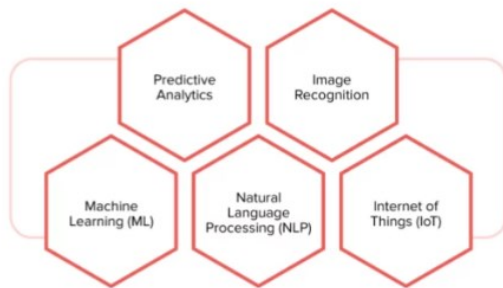 Predictive
Analytics
Image
Recognition
Machine
Learning (ML)
Natural
Language
Processing (NLP)
Internet of
Things (IoT)